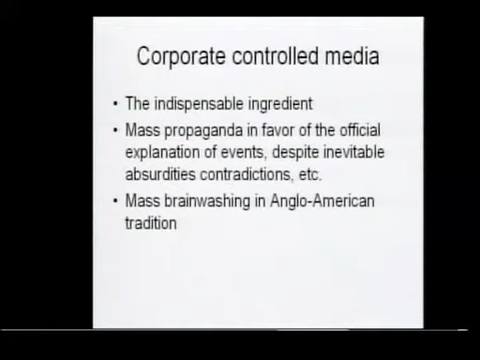 Corporate controlled media
• The indispensable ingredient
• Mass propaganda in favor of the official
explanation of events, despite inevitable
absurdities contradictions, etc.
• Mass brainwashing in Anglo-American
tradition